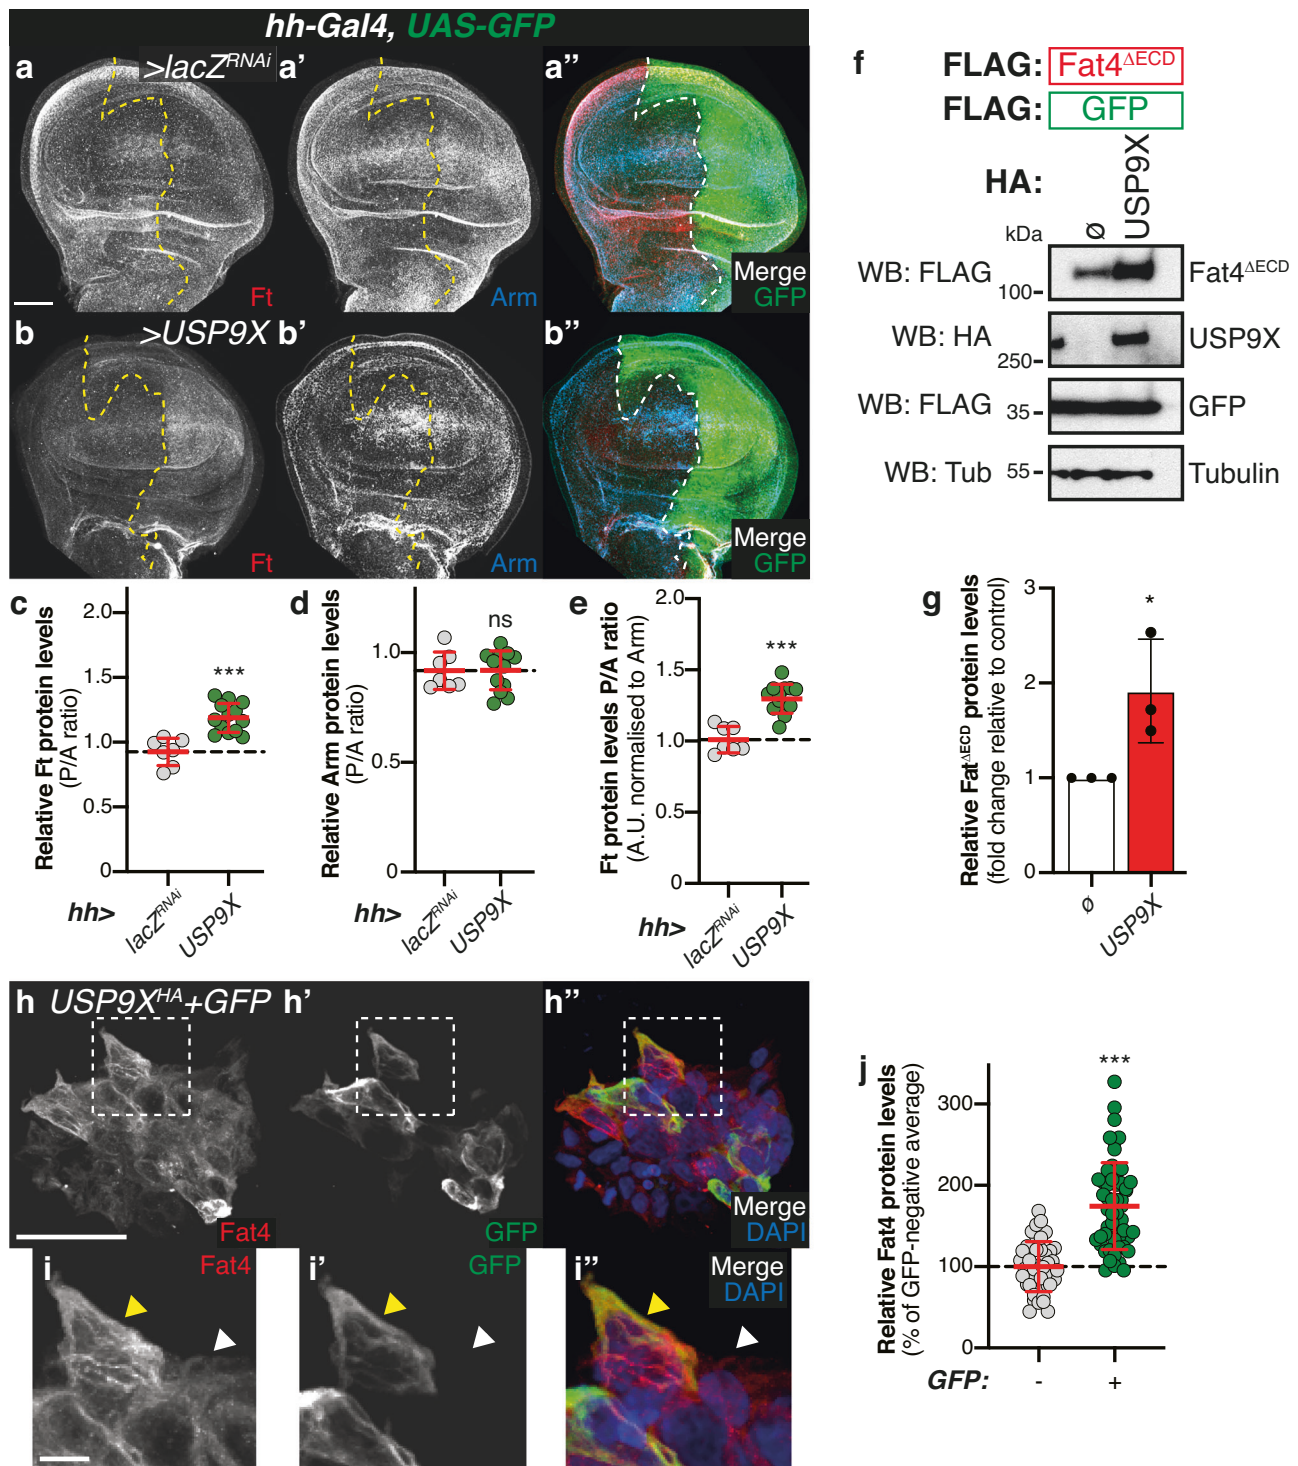 hh-Gal4, UAS-GFP
a >lacZRNAi a' a''
Ft Arm Merge
GFP
b >USP9X b' b''
Ft Arm Merge
GFP
c
Relative Ft protein levels
(P/A ratio)
2.0
1.5
1.0
0.5
0
***
hh> lacZRNAi USP9X
d
Relative Arm protein levels
(P/A ratio)
1.0
0.5
0
ns
hh> lacZRNAi USP9X
e
Ft protein levels P/A ratio
(A.U. normalised to Arm)
2.0
1.5
1.0
0.5
0
***
hh> lacZRNAi USP9X
f
FLAG: Fat4ΔECD
FLAG: GFP
HA: ø USP9X
kDa
WB: FLAG 100 Fat4ΔECD
WB: HA 250 USP9X
WB: FLAG 35 GFP
WB: Tub 55 Tubulin
g
Relative FatΔECD protein levels
(fold change relative to control)
3
2
1
0
*
ø USP9X
h USP9XHA+GFP h' h''
Fat4 GFP Merge
DAPI
i Fat4 i' GFP i'' Merge
DAPI
j
Relative Fat4 protein levels
(% of GFP-negative average)
300
200
100
0
***
GFP: - +